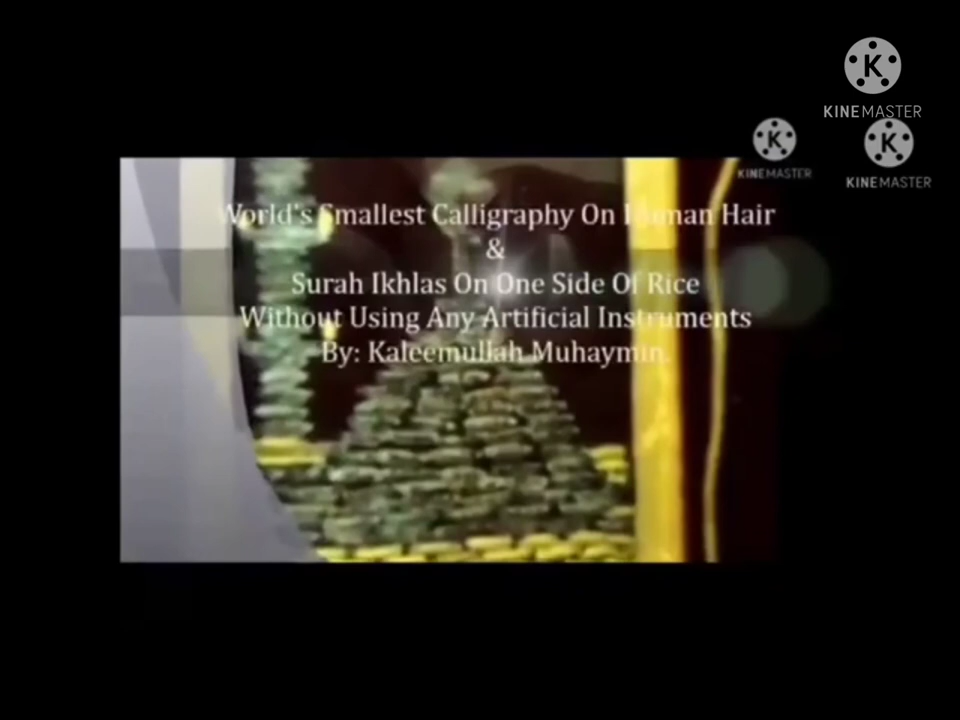 KINEMASTER
KINEMASTER
KINEMASTER
World's Smallest Calligraphy On Human Hair
&
Surah Ikhlas On One Side Of Rice
Without Using Any Artificial Instruments
By: Kaleemullah Muhaymin.